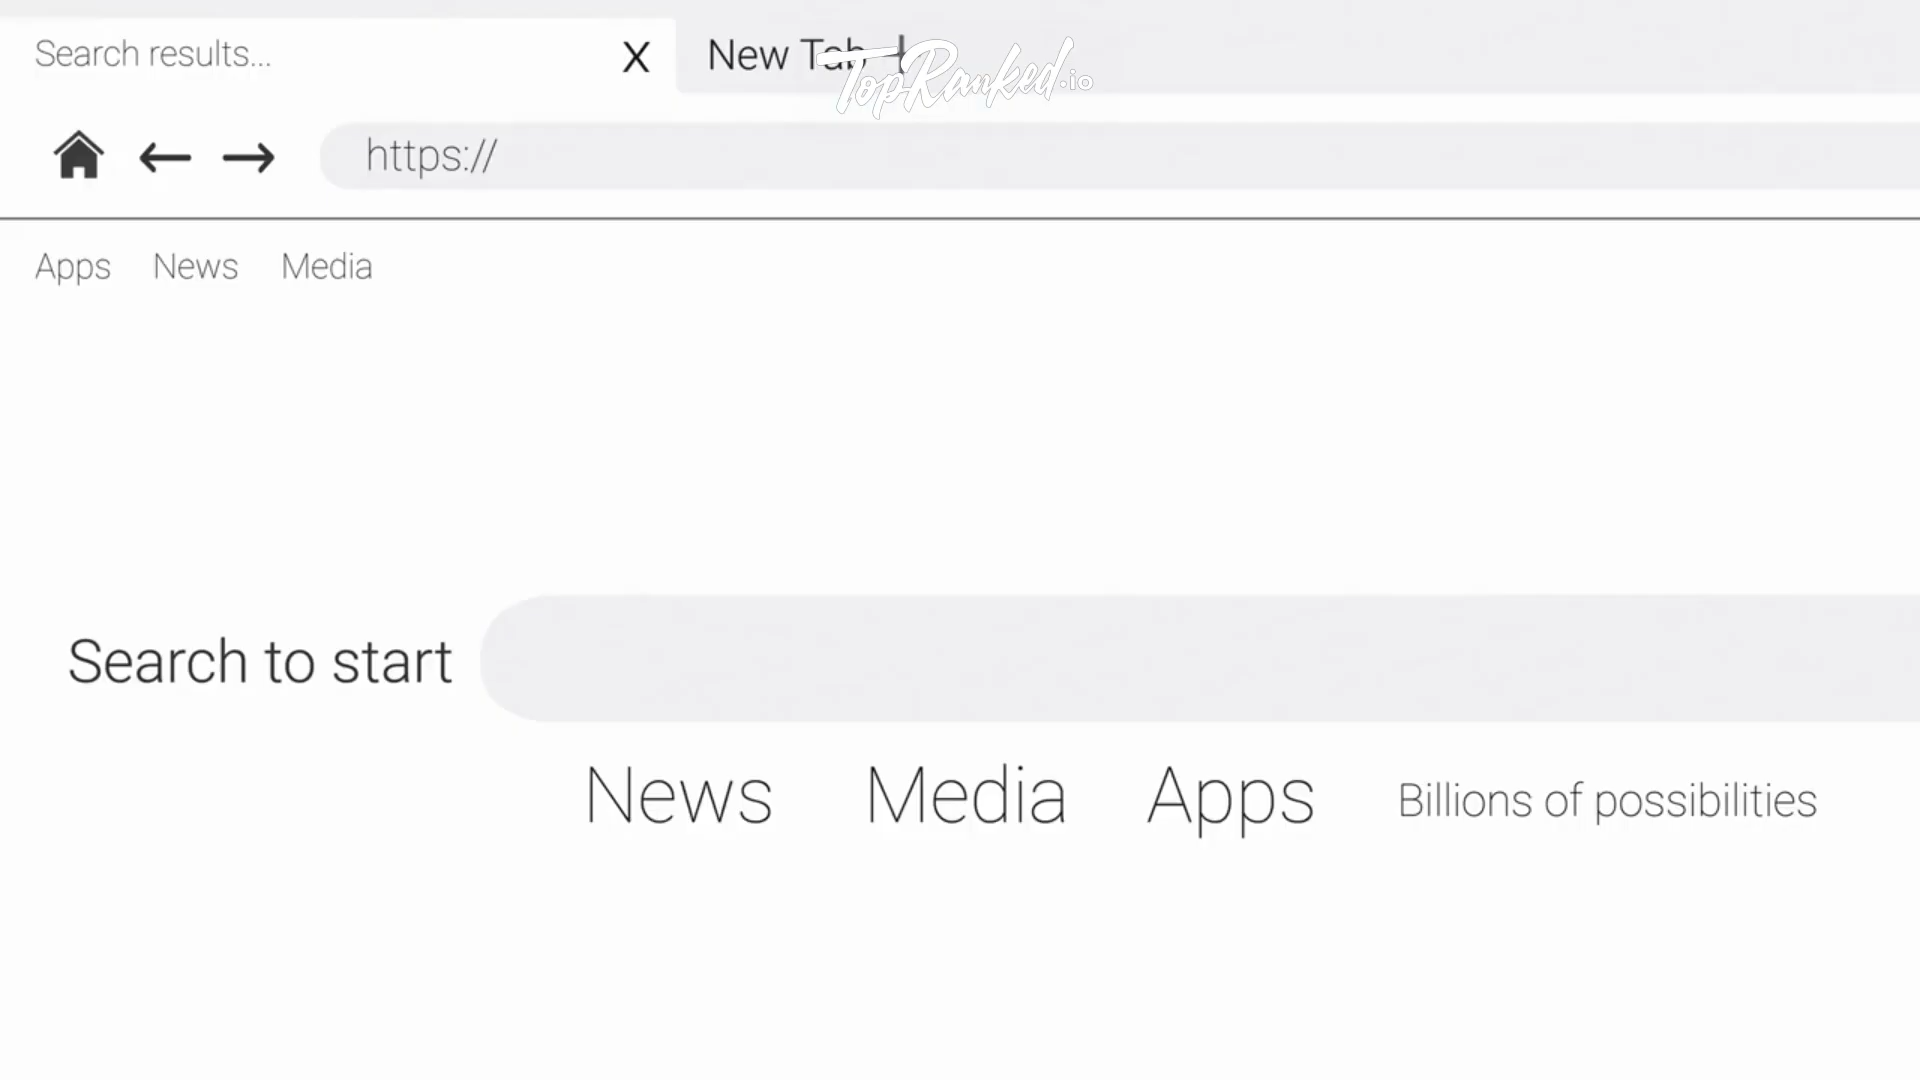 Search results... X New Tab +
TopRanked.io
https://
Apps News Media
Search to start
News Media Apps Billions of possibilities